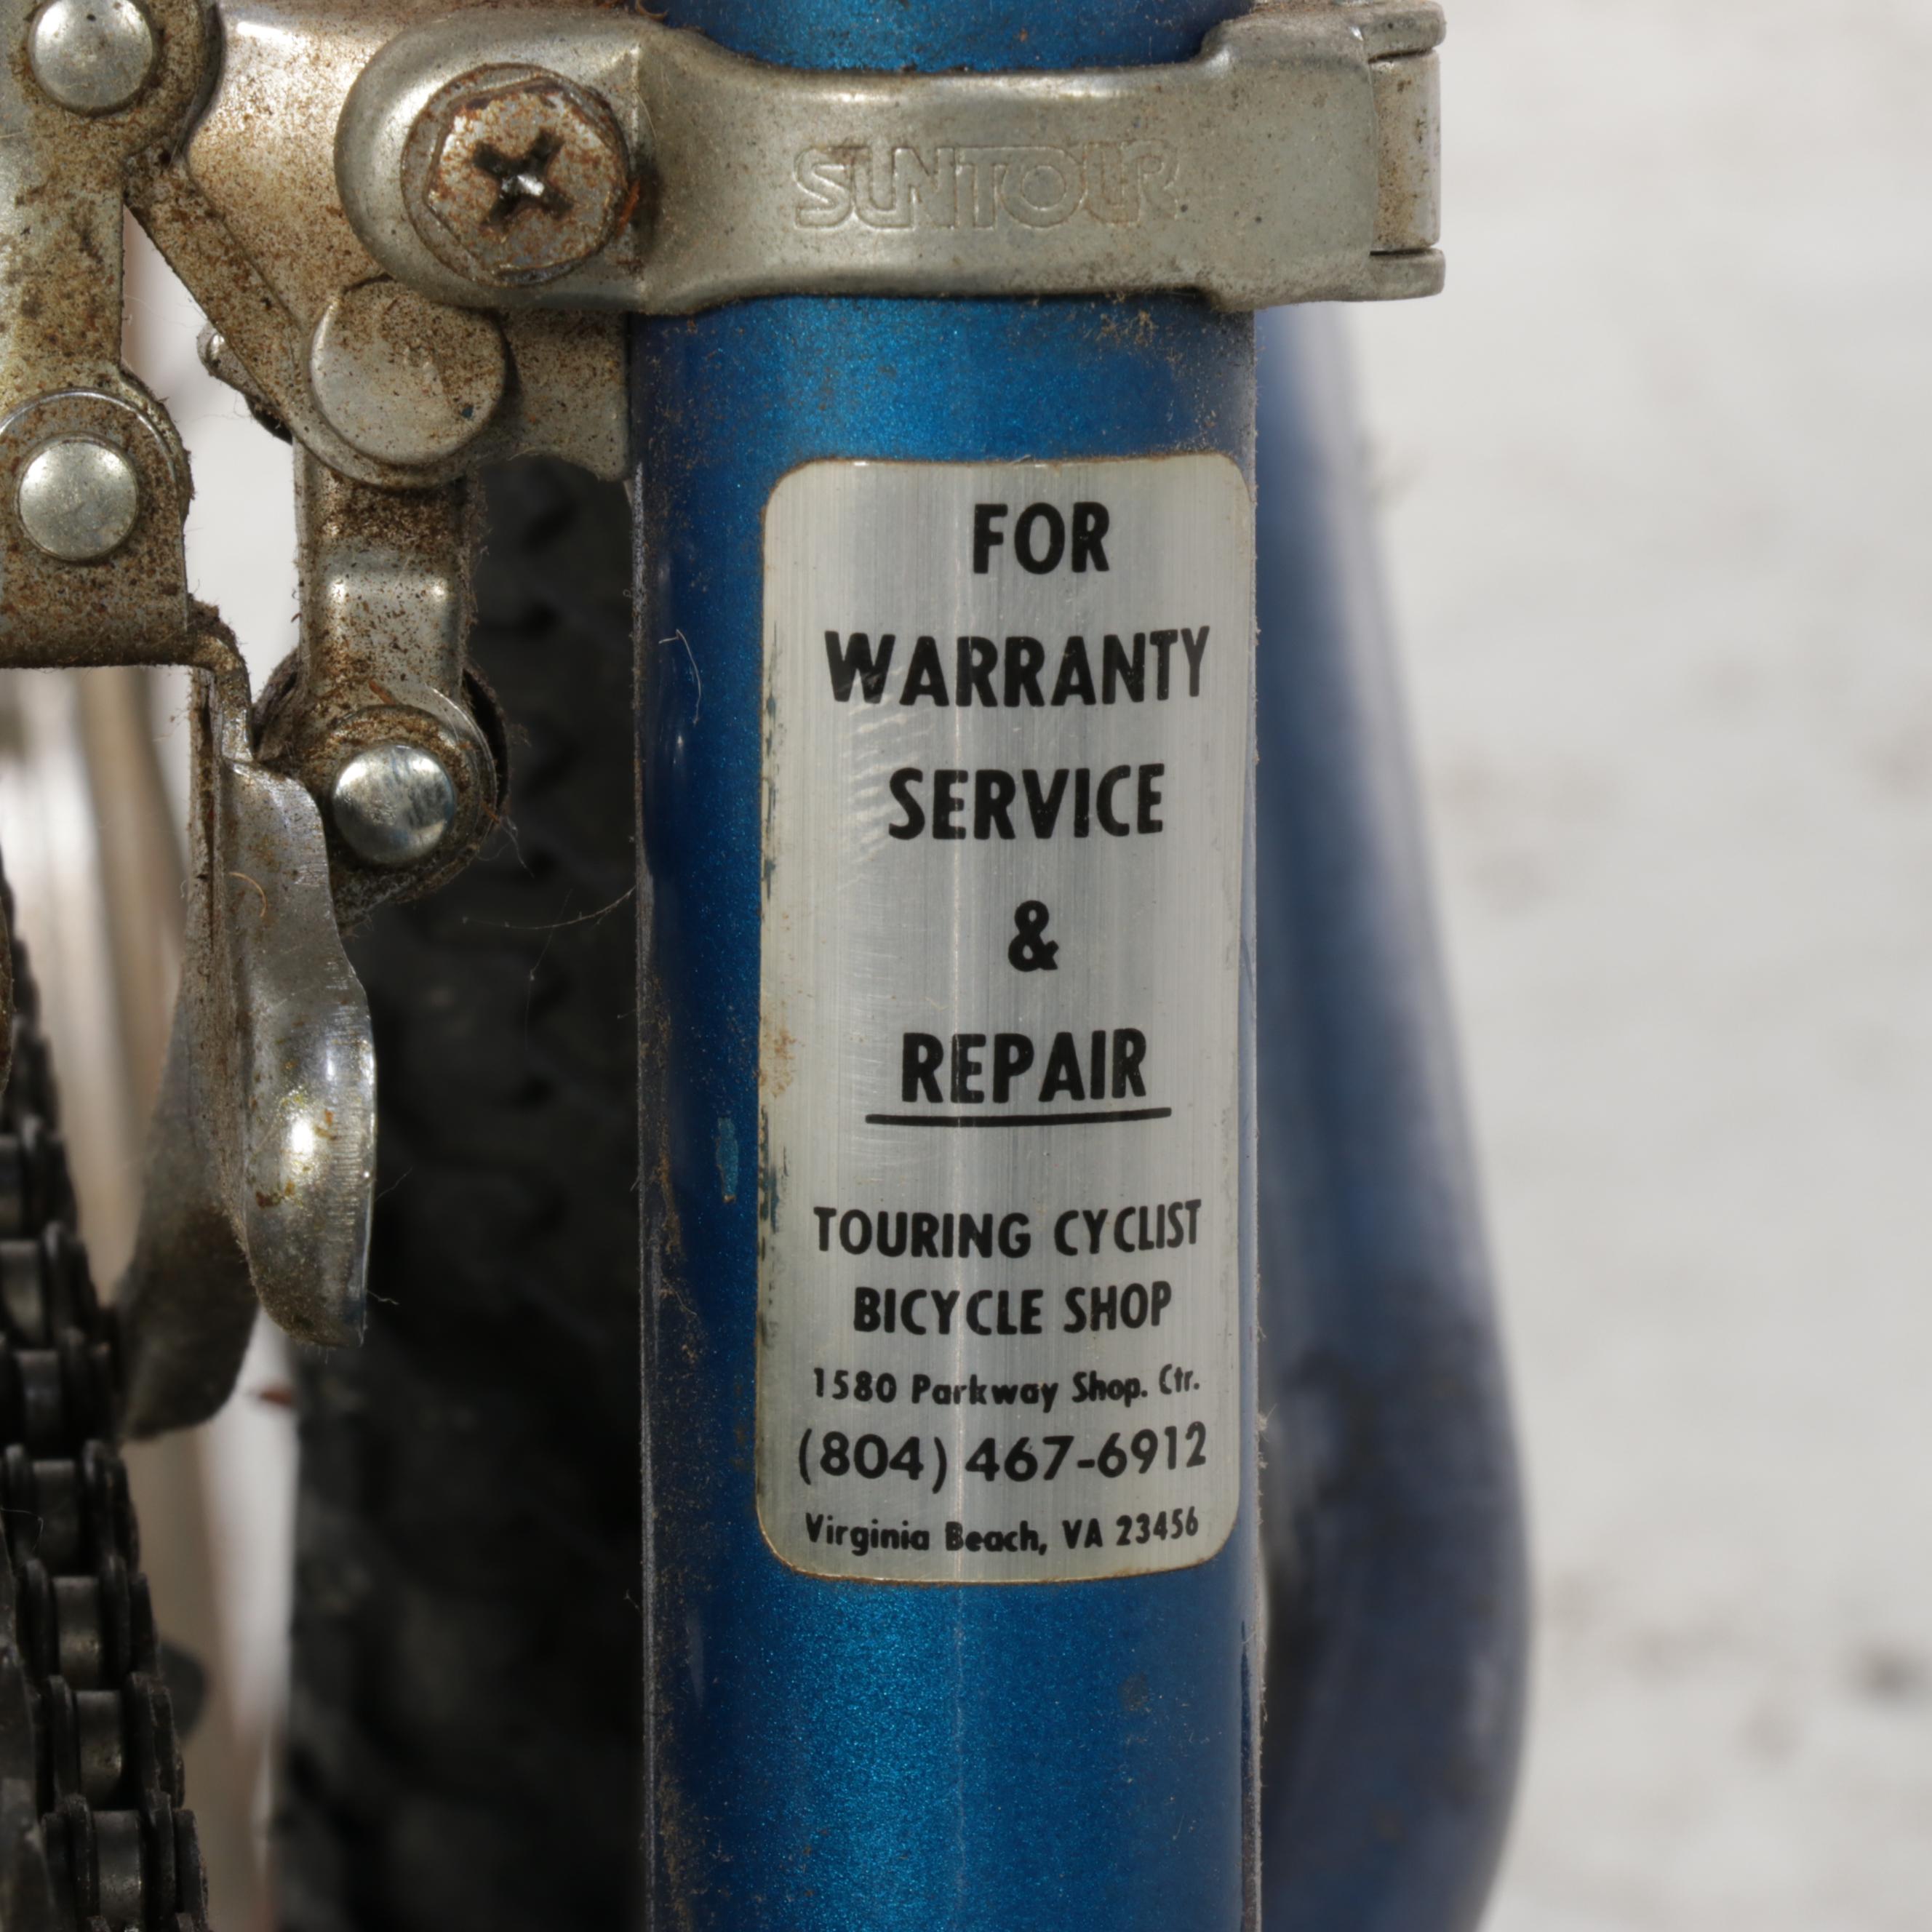 SUNTOUR
FOR
WARRANTY
SERVICE
&
REPAIR
TOURING CYCLIST
BICYCLE SHOP
1580 Parkway Shop. Ctr.
(804) 467-6912
Virginia Beach, VA 23456